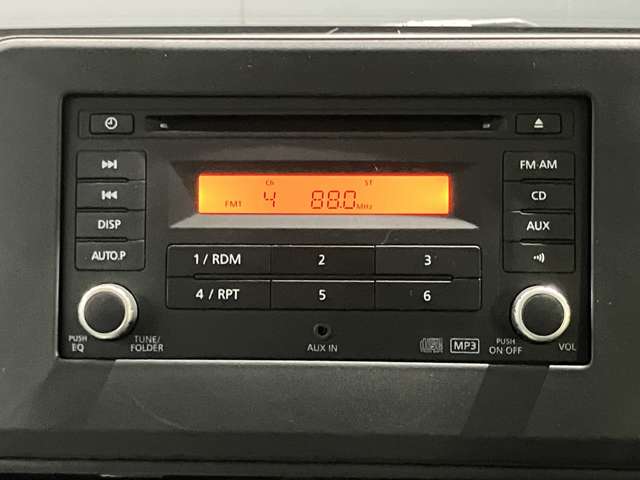 FM·AM
Ch ST
FM1 4 88.0 MHz
CD
DISP
AUX
AUTO.P
1 / RDM 2 3
4 / RPT 5 6
PUSH
EQ
TUNE/
FOLDER
AUX IN
MP3
PUSH
ON OFF
VOL